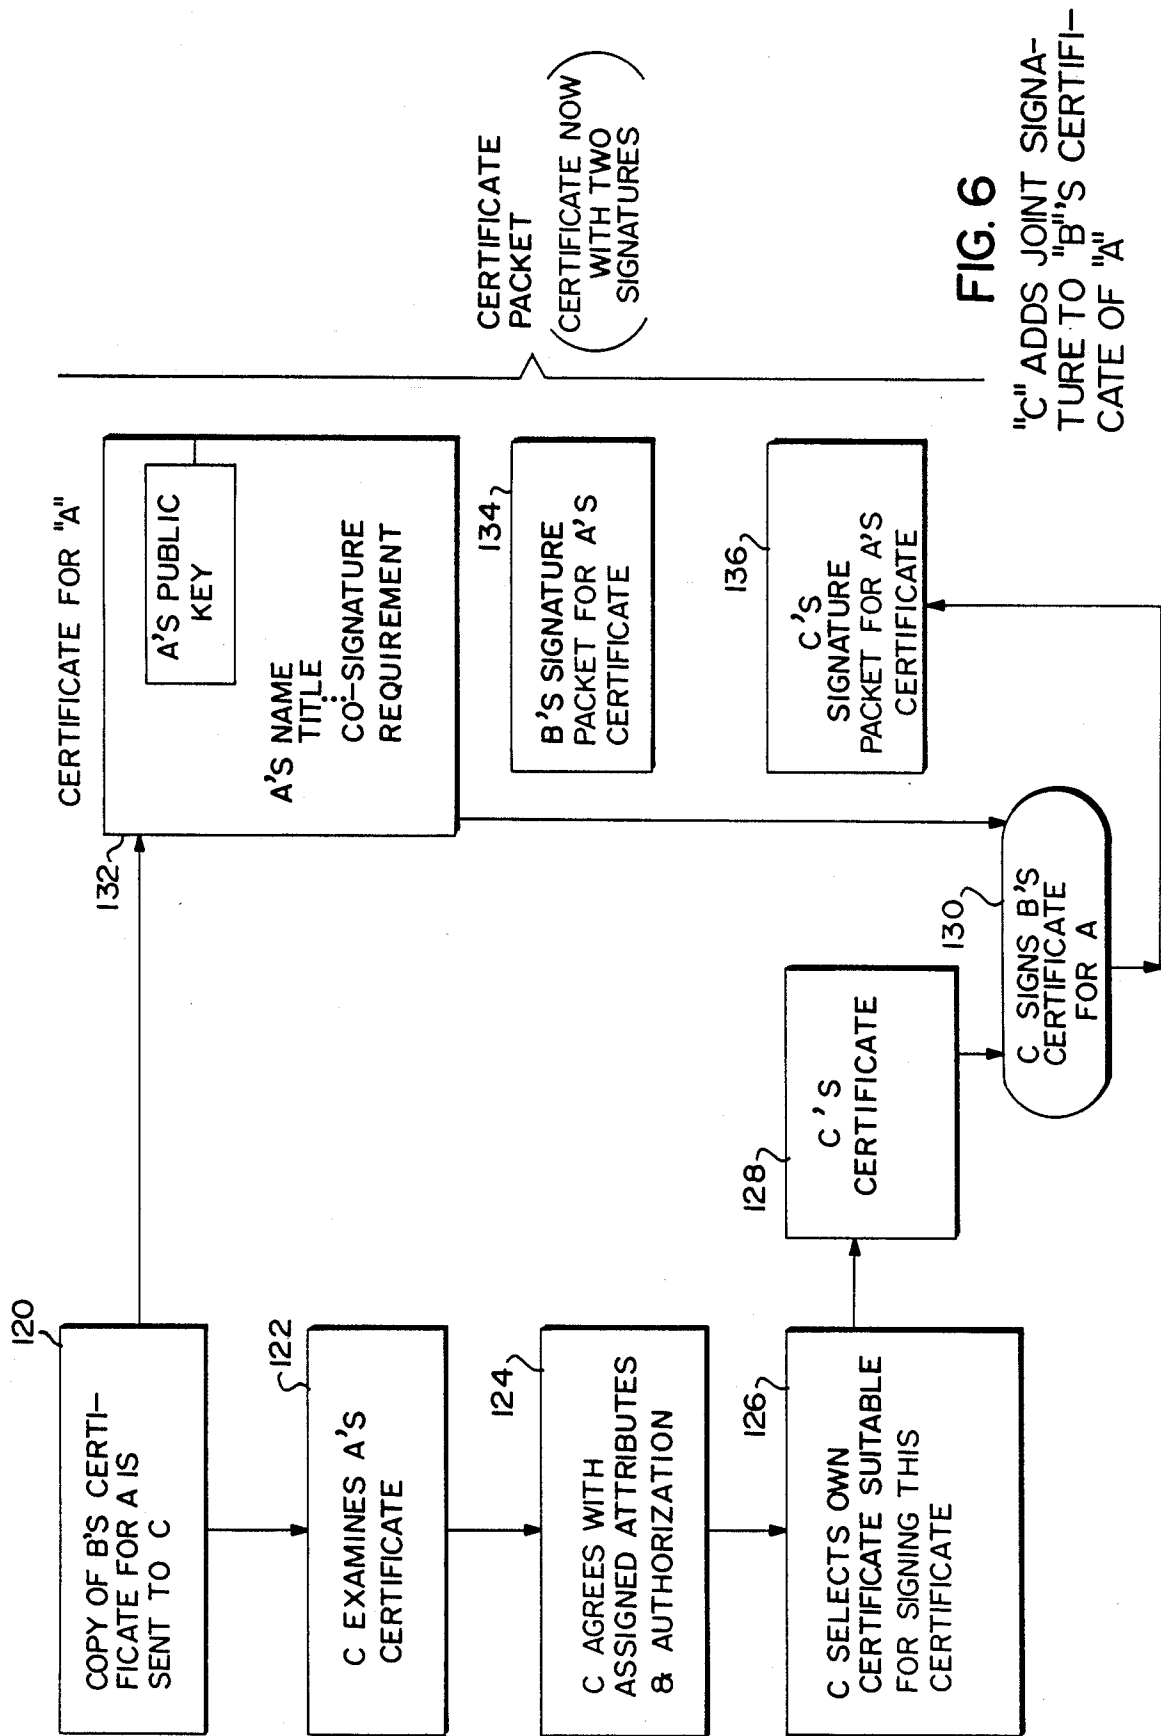 120
COPY OF B'S CERTI-
FICATE FOR A IS
SENT TO C
122
C EXAMINES A'S
CERTIFICATE
124
C AGREES WITH
ASSIGNED ATTRIBUTES
& AUTHORIZATION
126
C SELECTS OWN
CERTIFICATE SUITABLE
FOR SIGNING THIS
CERTIFICATE
128
C'S
CERTIFICATE
130
C SIGNS B'S
CERTIFICATE
FOR A
CERTIFICATE FOR "A"
132
A'S PUBLIC
KEY
A'S NAME
TITLE
CO-SIGNATURE
REQUIREMENT
134
B'S SIGNATURE
PACKET FOR A'S
CERTIFICATE
136
C'S
SIGNATURE
PACKET FOR A'S
CERTIFICATE
CERTIFICATE
PACKET
(CERTIFICATE NOW
WITH TWO
SIGNATURES)
FIG. 6
"C" ADDS JOINT SIGNA-
TURE TO "B"'S CERTIFI-
CATE OF "A"